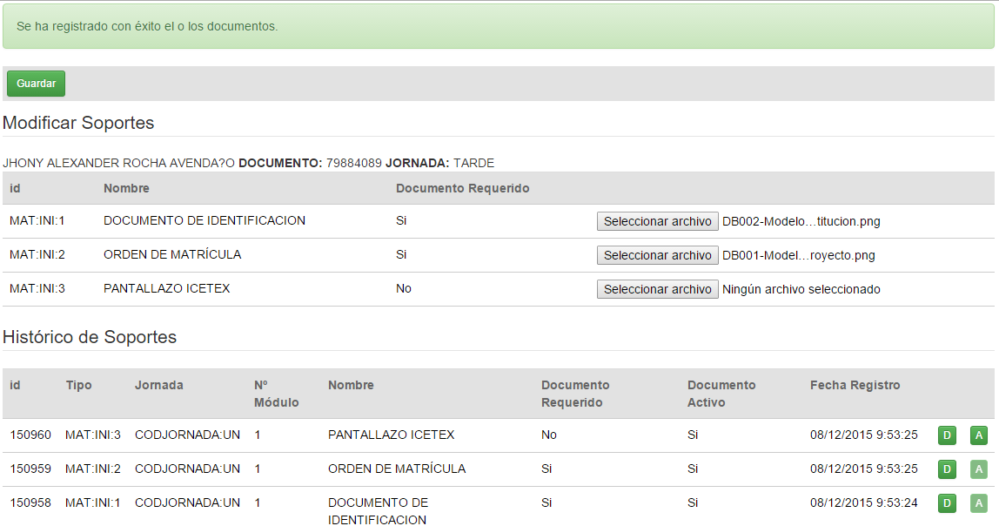 Se ha registrado con éxito el o los documentos.
Guardar
Modificar Soportes
JHONY ALEXANDER ROCHA AVENDA?O DOCUMENTO: 79884089 JORNADA: TARDE
id Nombre Documento Requerido
MAT:INI:1 DOCUMENTO DE IDENTIFICACION Si Seleccionar archivo DB002-Modelo...titucion.png
MAT:INI:2 ORDEN DE MATRÍCULA Si Seleccionar archivo DB001-Model...royecto.png
MAT:INI:3 PANTALLAZO ICETEX No Seleccionar archivo Ningún archivo seleccionado
Histórico de Soportes
id Tipo Jornada Nº Módulo Nombre Documento Requerido Documento Activo Fecha Registro
150960 MAT:INI:3 CODJORNADA:UN 1 PANTALLAZO ICETEX No Si 08/12/2015 9:53:25 D A
150959 MAT:INI:2 CODJORNADA:UN 1 ORDEN DE MATRÍCULA Si Si 08/12/2015 9:53:25 D A
150958 MAT:INI:1 CODJORNADA:UN 1 DOCUMENTO DE IDENTIFICACION Si Si 08/12/2015 9:53:24 D A